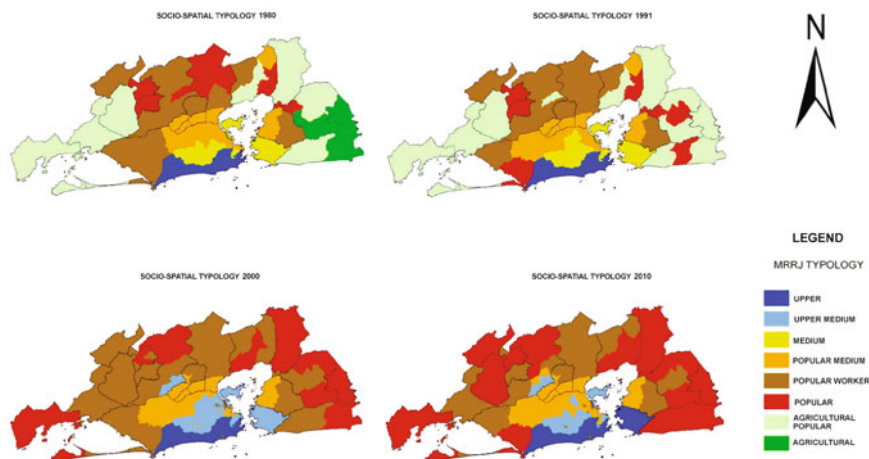 SOCIO-SPATIAL TYPOLOGY 1980
SOCIO-SPATIAL TYPOLOGY 1991
N
SOCIO-SPATIAL TYPOLOGY 2000
SOCIO-SPATIAL TYPOLOGY 2010
LEGEND
MRRJ TYPOLOGY
UPPER
UPPER MEDIUM
MEDIUM
POPULAR MEDIUM
POPULAR WORKER
POPULAR
AGRICULTURAL
POPULAR
AGRICULTURAL